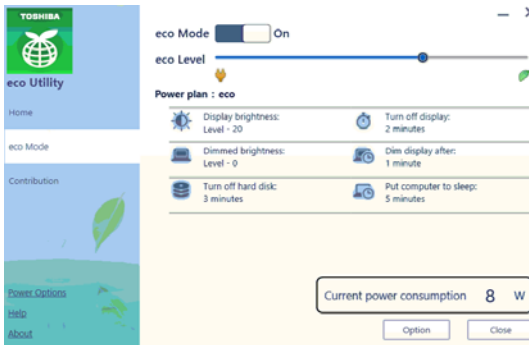 TOSHIBA
eco Utility
Home
eco Mode
Contribution
Power Options
Help
About
eco Mode On
eco Level
Power plan : eco
Display brightness:
Level - 20
Turn off display:
2 minutes
Dimmed brightness:
Level - 0
Dim display after:
1 minute
Turn off hard disk:
3 minutes
Put computer to sleep:
5 minutes
Current power consumption 8 W
Option
Close